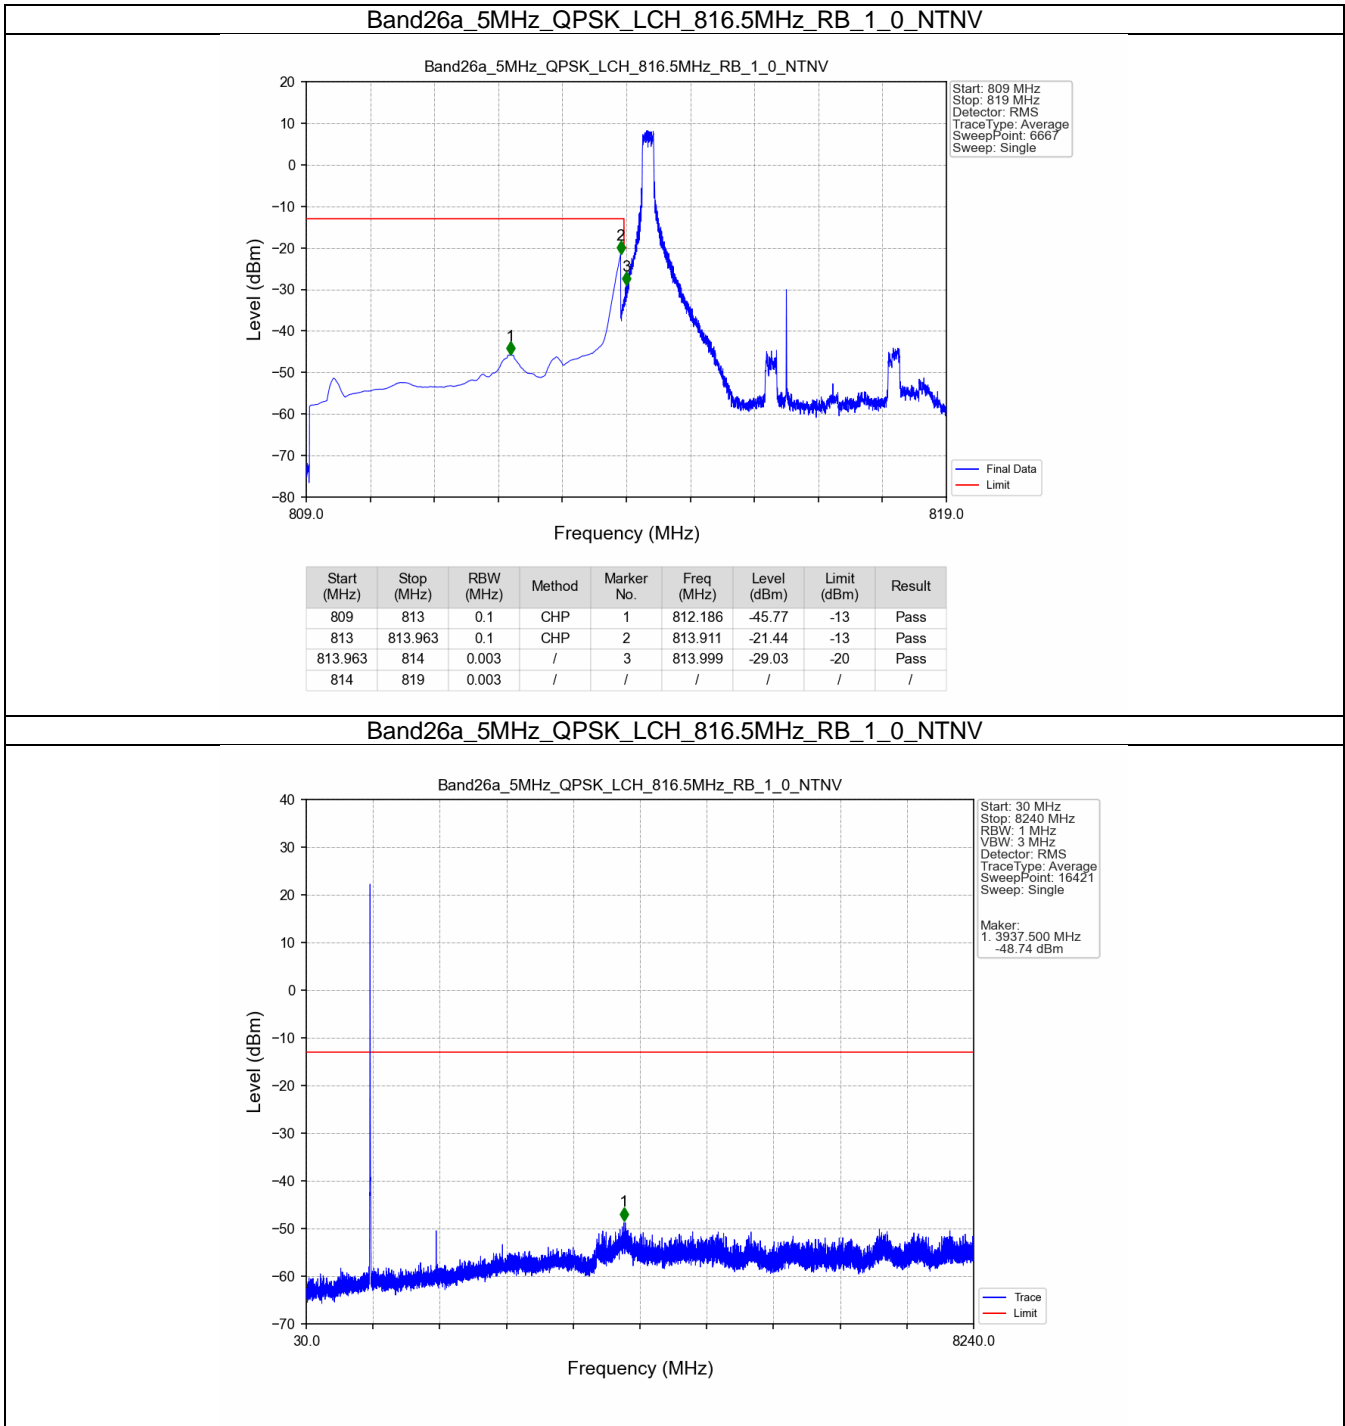 Band26a_5MHz_QPSK_LCH_816.5MHz_RB_1_0_NTNV
Band26a_5MHz_QPSK_LCH_816.5MHz_RB_1_0_NTNV
Start: 809 MHz
Stop: 819 MHz
Detector: RMS
TraceType: Average
SweepPoint: 6667
Sweep: Single
20
10
0
−10
−20
−30
−40
−50
−60
−70
−80
Level (dBm)
1
2
3
809.0
819.0
Frequency (MHz)
Final Data
Limit
Start (MHz) Stop (MHz) RBW (MHz) Method Marker No. Freq (MHz) Level (dBm) Limit (dBm) Result
809 813 0.1 CHP 1 812.186 -45.77 -13 Pass
813 813.963 0.1 CHP 2 813.911 -21.44 -13 Pass
813.963 814 0.003 / 3 813.999 -29.03 -20 Pass
814 819 0.003 / / / / / /
Band26a_5MHz_QPSK_LCH_816.5MHz_RB_1_0_NTNV
Band26a_5MHz_QPSK_LCH_816.5MHz_RB_1_0_NTNV
Start: 30 MHz
Stop: 8240 MHz
RBW: 1 MHz
VBW: 3 MHz
Detector: RMS
TraceType: Average
SweepPoint: 16421
Sweep: Single
Maker:
1. 3937.500 MHz
-48.74 dBm
40
30
20
10
0
−10
−20
−30
−40
−50
−60
−70
Level (dBm)
1
30.0
8240.0
Frequency (MHz)
Trace
Limit